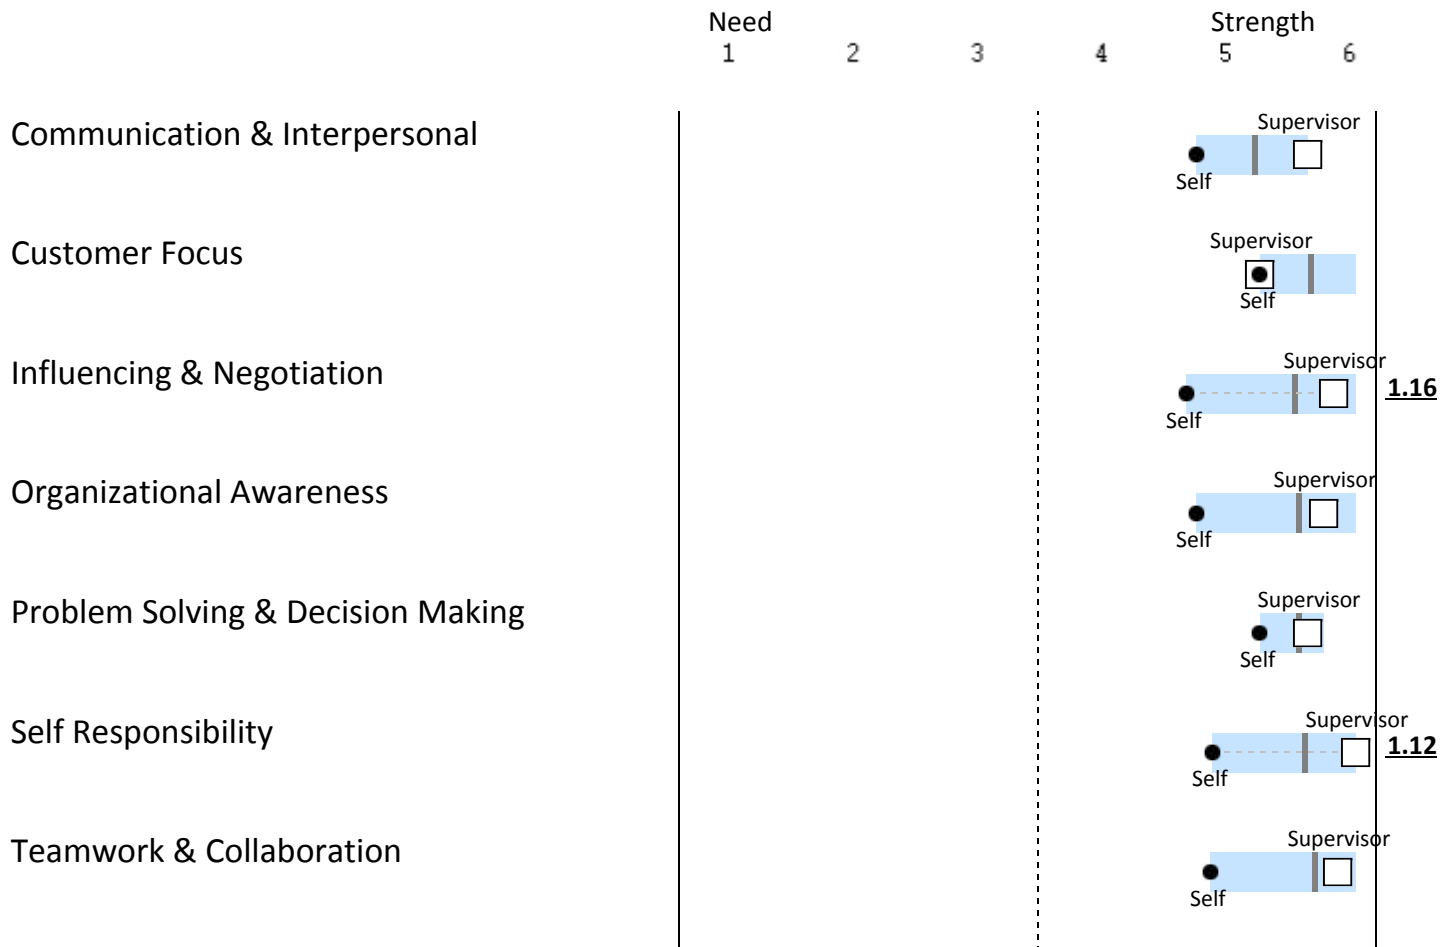 Need Strength
1 2 3 4 5 6
Communication & Interpersonal
Supervisor
Self
Customer Focus
Supervisor
Self
Influencing & Negotiation
Supervisor
1.16
Self
Organizational Awareness
Supervisor
Self
Problem Solving & Decision Making
Supervisor
Self
Self Responsibility
Supervisor
1.12
Self
Teamwork & Collaboration
Supervisor
Self